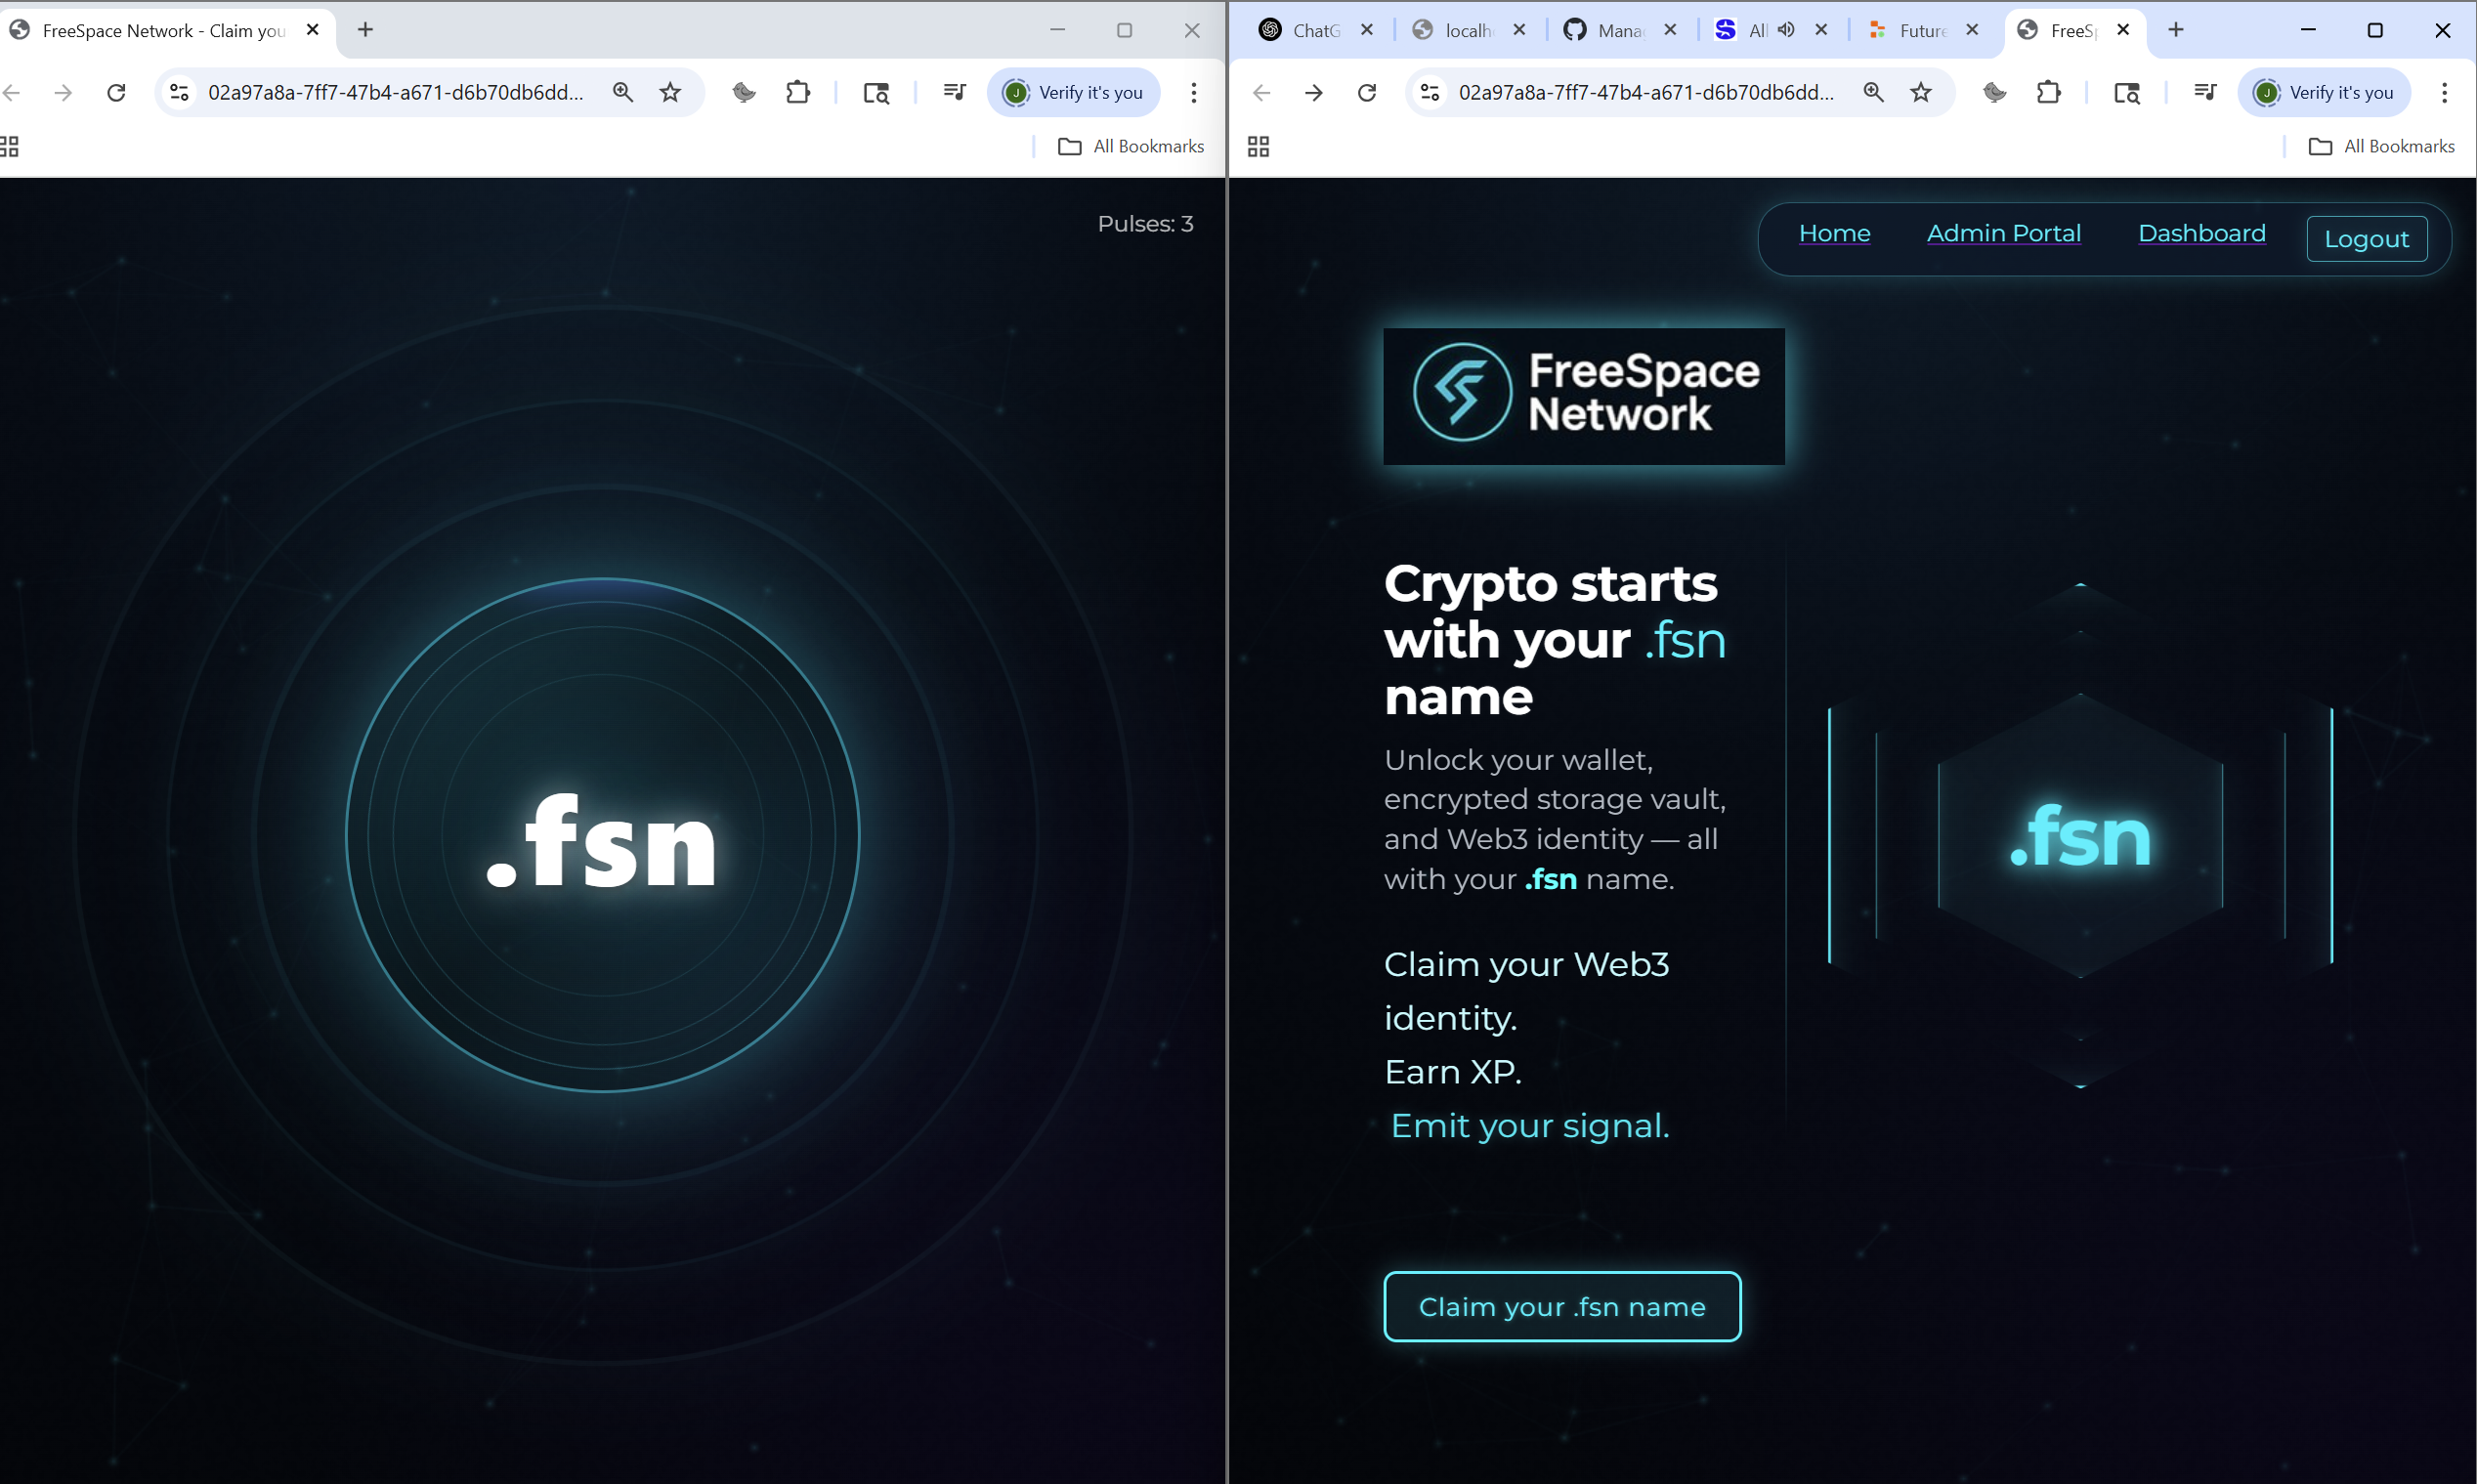 FreeSpace Network - Claim you
02a97a8a-7ff7-47b4-a671-d6b70db6dd...
J
Verify it's you
All Bookmarks
Pulses: 3
.fsn
ChatG
localh
Mana
All
Future
FreeSp
02a97a8a-7ff7-47b4-a671-d6b70db6dd...
J
Verify it's you
All Bookmarks
Home
Admin Portal
Dashboard
Logout
FreeSpace
Network
Crypto starts
with your .fsn
name
Unlock your wallet,
encrypted storage vault,
and Web3 identity — all
with your .fsn name.
Claim your Web3
identity.
Earn XP.
Emit your signal.
.fsn
Claim your .fsn name